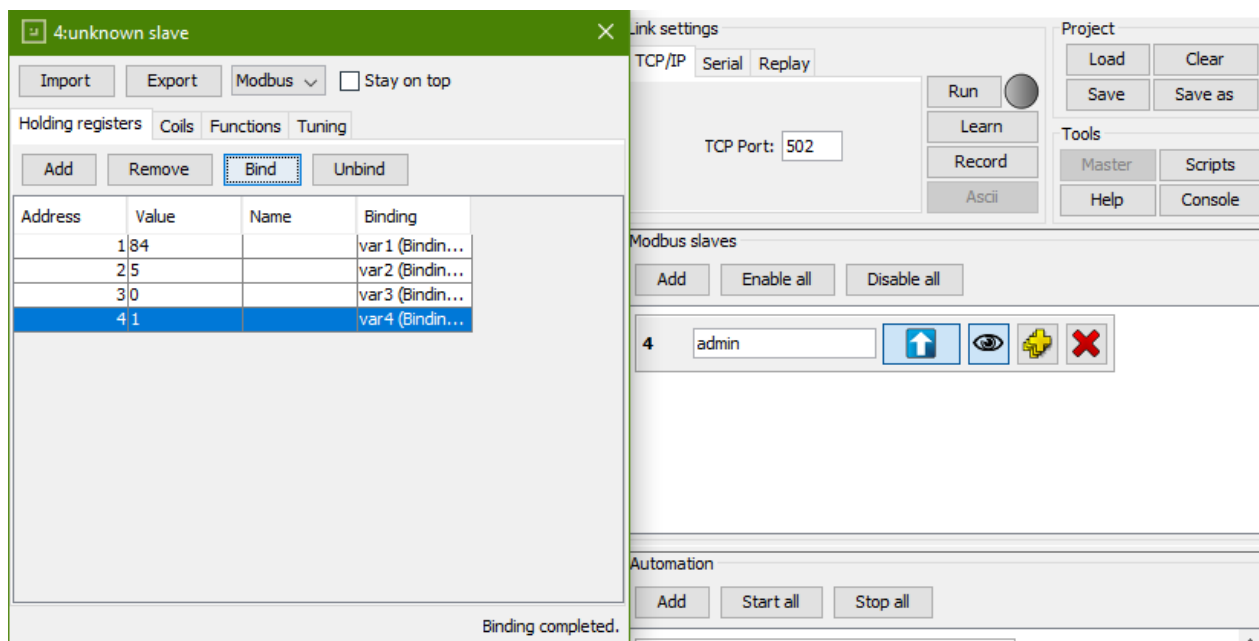 4:unknown slave
Import Export Modbus Stay on top
Holding registers Coils Functions Tuning
Add Remove Bind Unbind
Address Value Name Binding
1 84 var1 (Bindin...
2 5 var2 (Bindin...
3 0 var3 (Bindin...
4 1 var4 (Bindin...
Binding completed.
Link settings
TCP/IP Serial Replay
TCP Port: 502
Run
Learn
Record
Ascii
Project
Load Clear
Save Save as
Tools
Master Scripts
Help Console
Modbus slaves
Add Enable all Disable all
4 admin
Automation
Add Start all Stop all